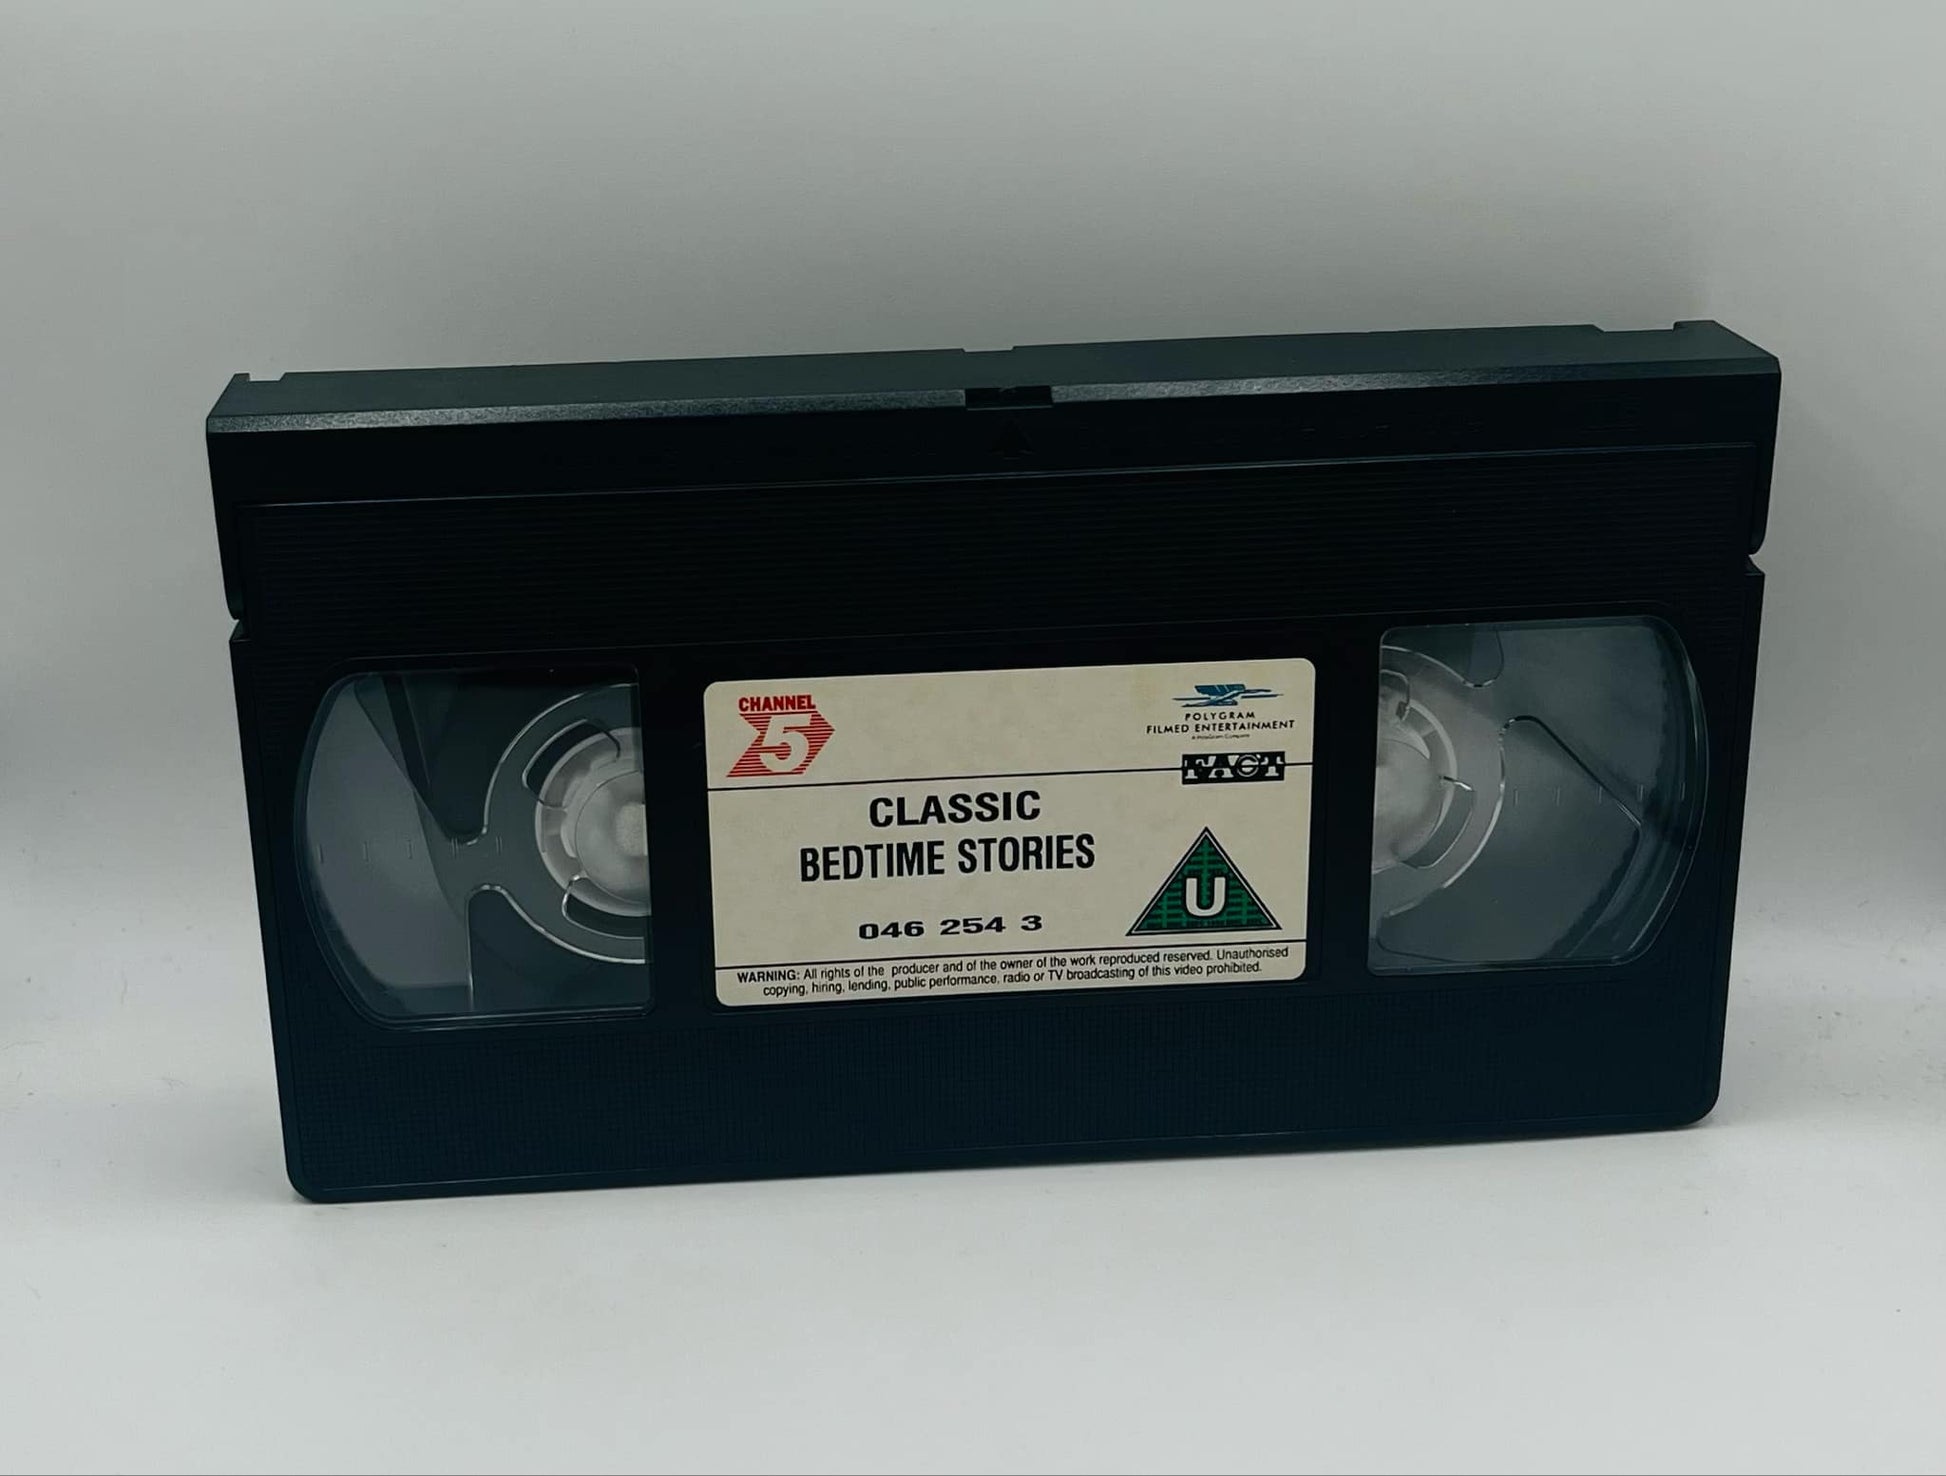 CHANNEL
5
POLYGRAM
FILMED ENTERTAINMENT
A PolyGram Company
FACT
CLASSIC
BEDTIME STORIES
U
046 254 3
WARNING: All rights of the producer and of the owner of the work reproduced reserved. Unauthorised
copying, hiring, lending, public performance, radio or TV broadcasting of this video prohibited.